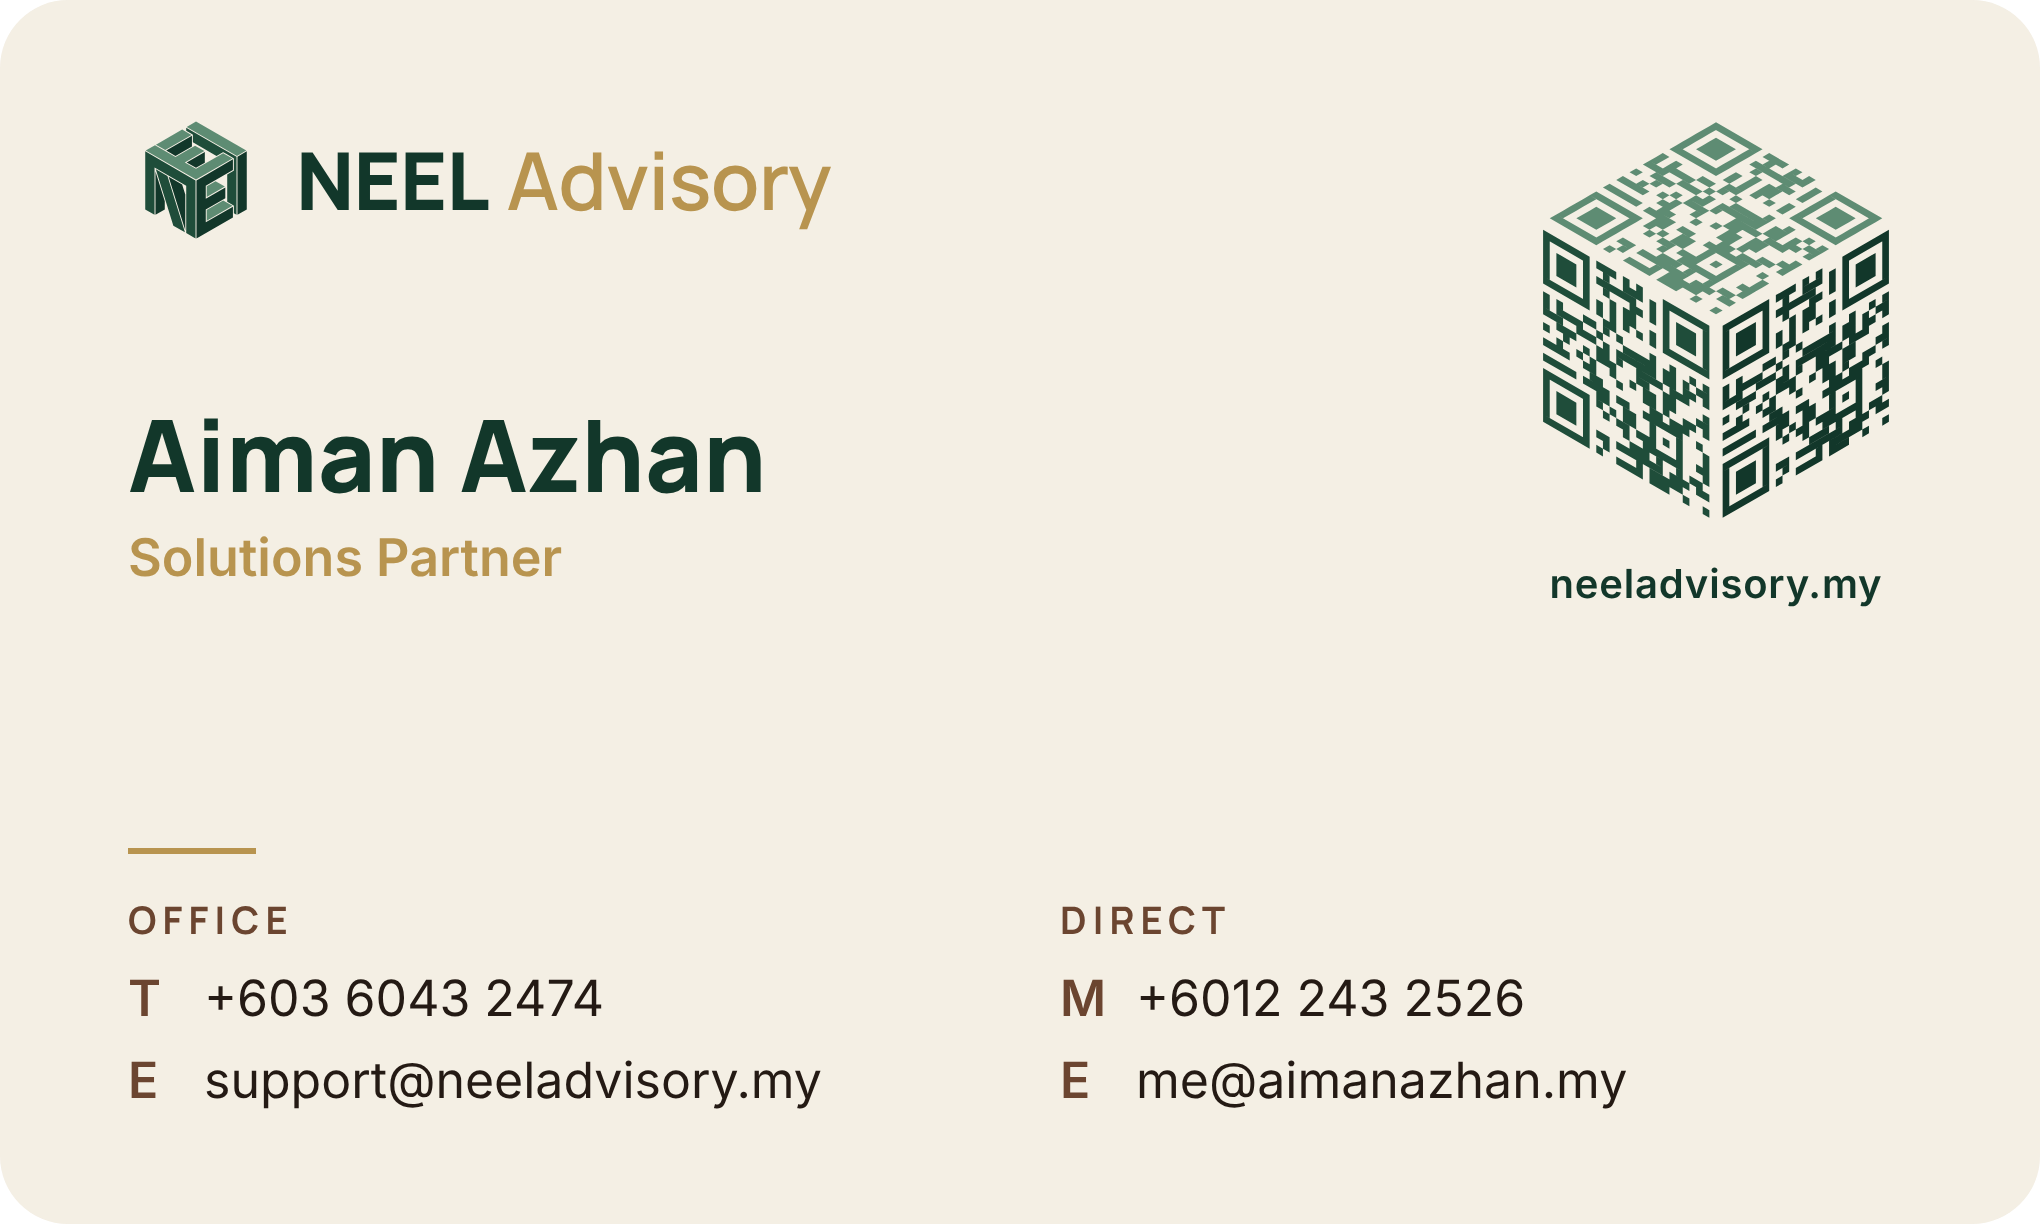 NEEL Advisory
Aiman Azhan
Solutions Partner
neeladvisory.my
OFFICE
T +603 6043 2474
E support@neeladvisory.my
DIRECT
M +6012 243 2526
E me@aimanazhan.my